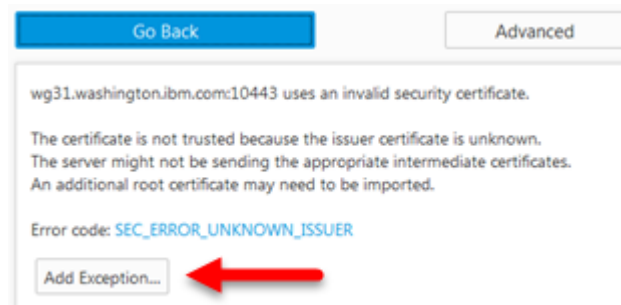 Go Back
Advanced
wg31.washington.ibm.com:10443 uses an invalid security certificate.
The certificate is not trusted because the issuer certificate is unknown.
The server might not be sending the appropriate intermediate certificates.
An additional root certificate may need to be imported.
Error code: SEC_ERROR_UNKNOWN_ISSUER
Add Exception...